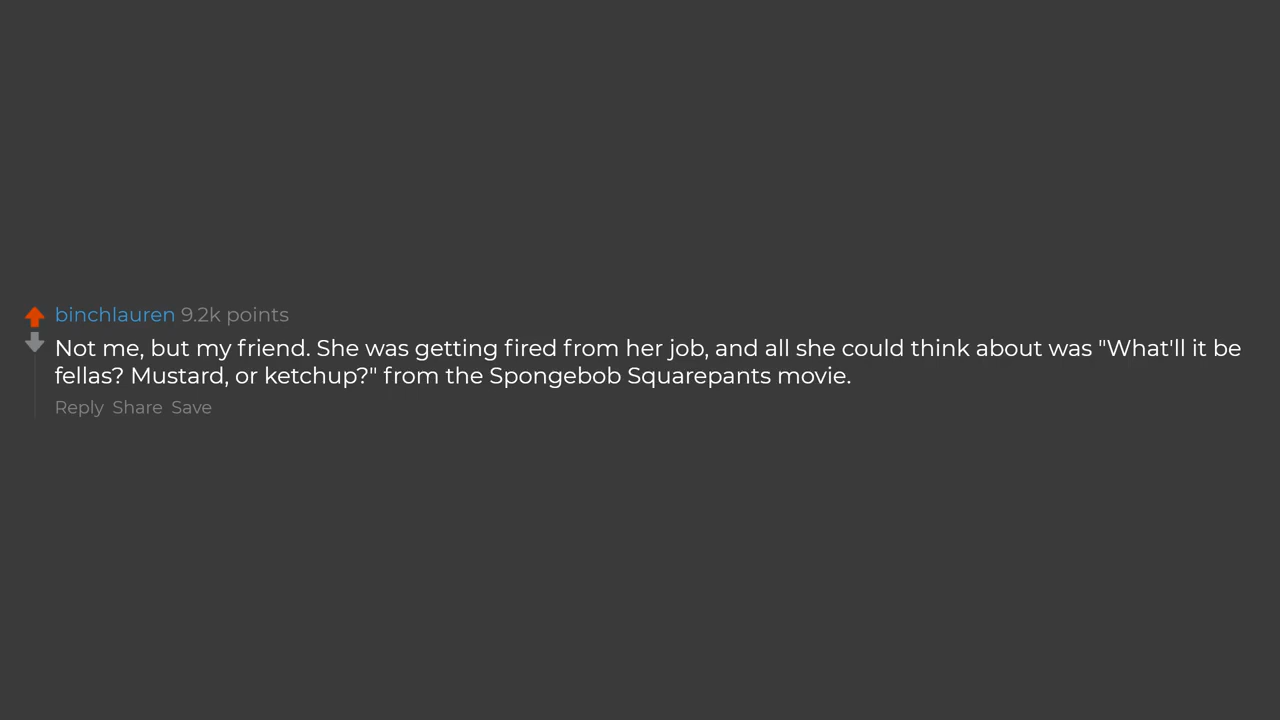 binchlauren 9.2k points
Not me, but my friend. She was getting fired from her job, and all she could think about was "What'll it be
fellas? Mustard, or ketchup?" from the Spongebob Squarepants movie.
Reply Share Save